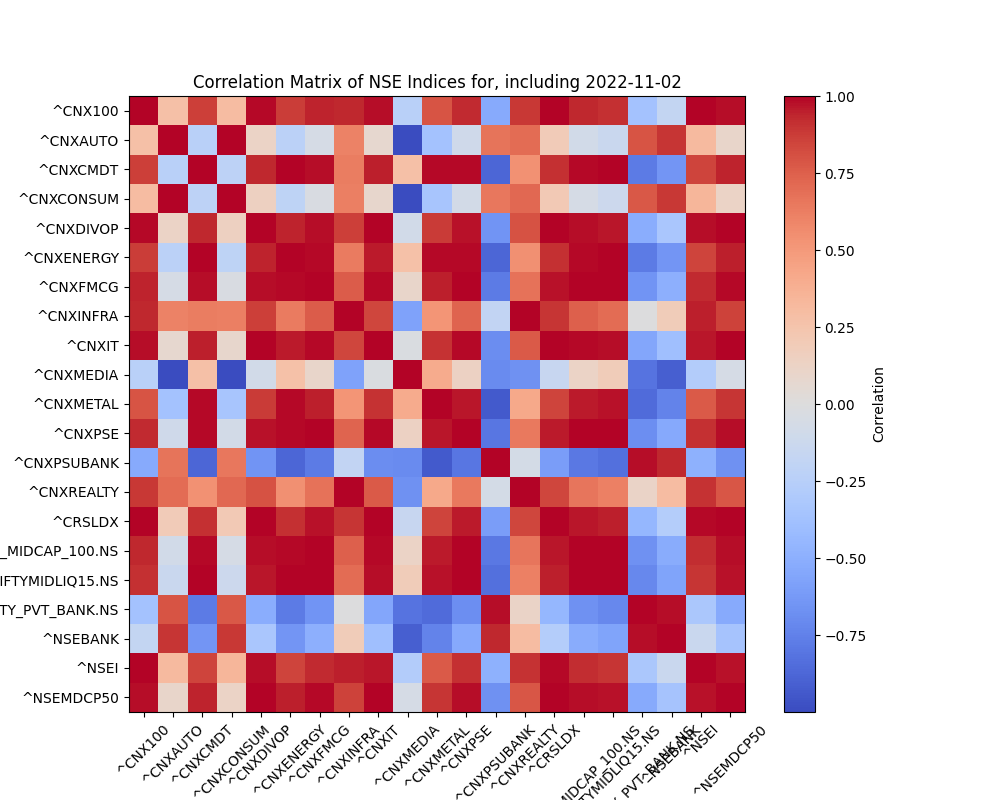 Correlation Matrix of NSE Indices for, including 2022-11-02
^CNX100
^CNXAUTO
^CNXCMDT
^CNXCONSUM
^CNXDIVOP
^CNXENERGY
^CNXFMCG
^CNXINFRA
^CNXIT
^CNXMEDIA
^CNXMETAL
^CNXPSE
^CNXPSUBANK
^CNXREALTY
^CRSLDX
_MIDCAP_100.NS
IFTYMIDLIQ15.NS
TY_PVT_BANK.NS
^NSEBANK
^NSEI
^NSEMDCP50
^CNX100
^CNXAUTO
^CNXCMDT
^CNXCONSUM
^CNXDIVOP
^CNXENERGY
^CNXFMCG
^CNXINFRA
^CNXIT
^CNXMEDIA
^CNXMETAL
^CNXPSE
^CNXPSUBANK
^CNXREALTY
^CRSLDX
MIDCAP_100.NS
TYMIDLIQ15.NS
_PVT_BANK.NS
^NSEBANK
^NSEI
^NSEMDCP50
1.00
0.75
0.50
0.25
0.00
−0.25
−0.50
−0.75
Correlation